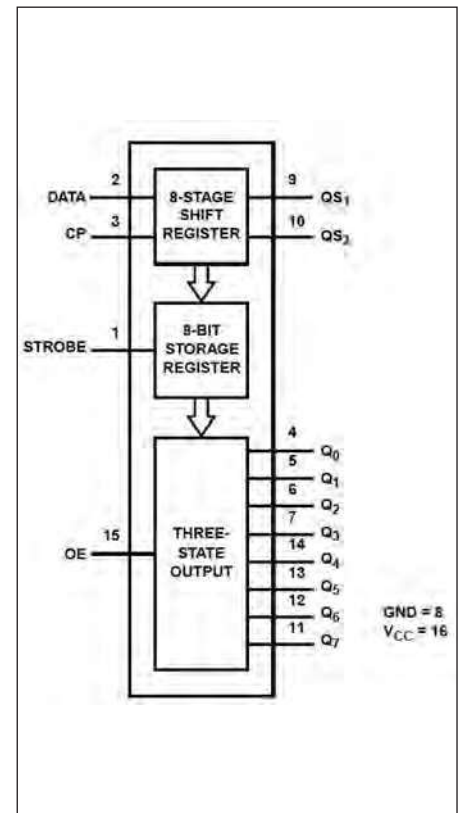 2
DATA
3
CP
8-STAGE
SHIFT
REGISTER
9
QS₁
10
QS₂
1
STROBE
8-BIT
STORAGE
REGISTER
15
OE
THREE-
STATE
OUTPUT
4
Q₀
5
Q₁
6
Q₂
7
Q₃
14
Q₄
13
Q₅
12
Q₆
11
Q₇
GND = 8
V_CC = 16